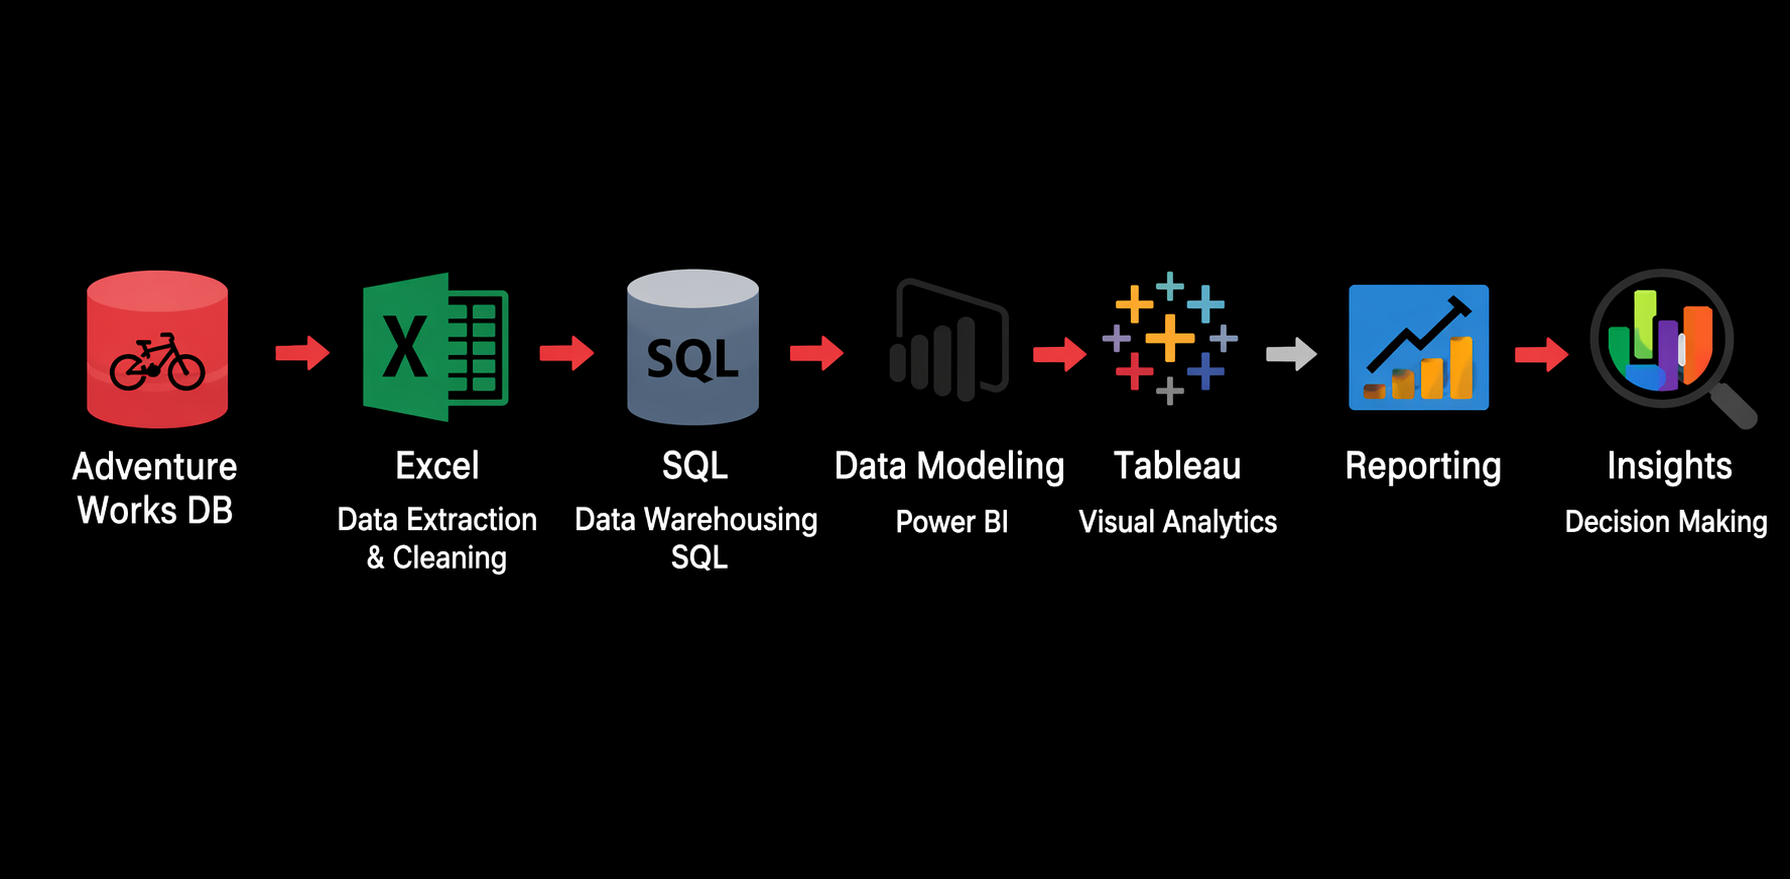 X
SQL
Adventure
Works DB
Excel
Data Extraction
& Cleaning
SQL
Data Warehousing
SQL
Data Modeling
Power BI
Tableau
Visual Analytics
Reporting
Insights
Decision Making